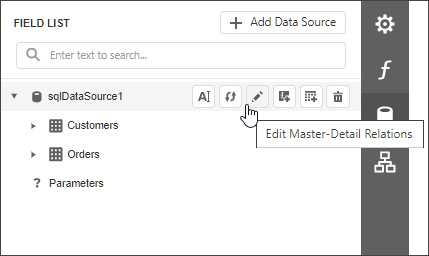 FIELD LIST
+ Add Data Source
Enter text to search...
sqlDataSource1
Edit Master-Detail Relations
Customers
Orders
? Parameters